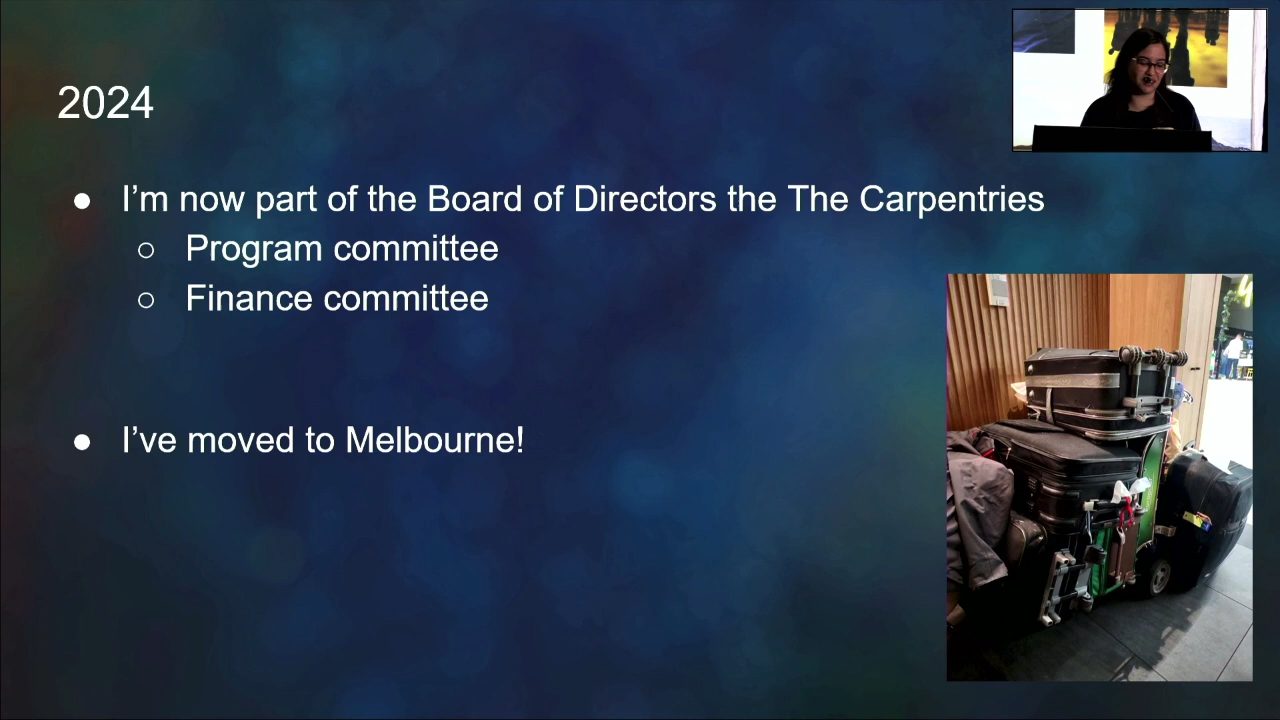 2024
● I’m now part of the Board of Directors the The Carpentries
○ Program committee
○ Finance committee
● I’ve moved to Melbourne!